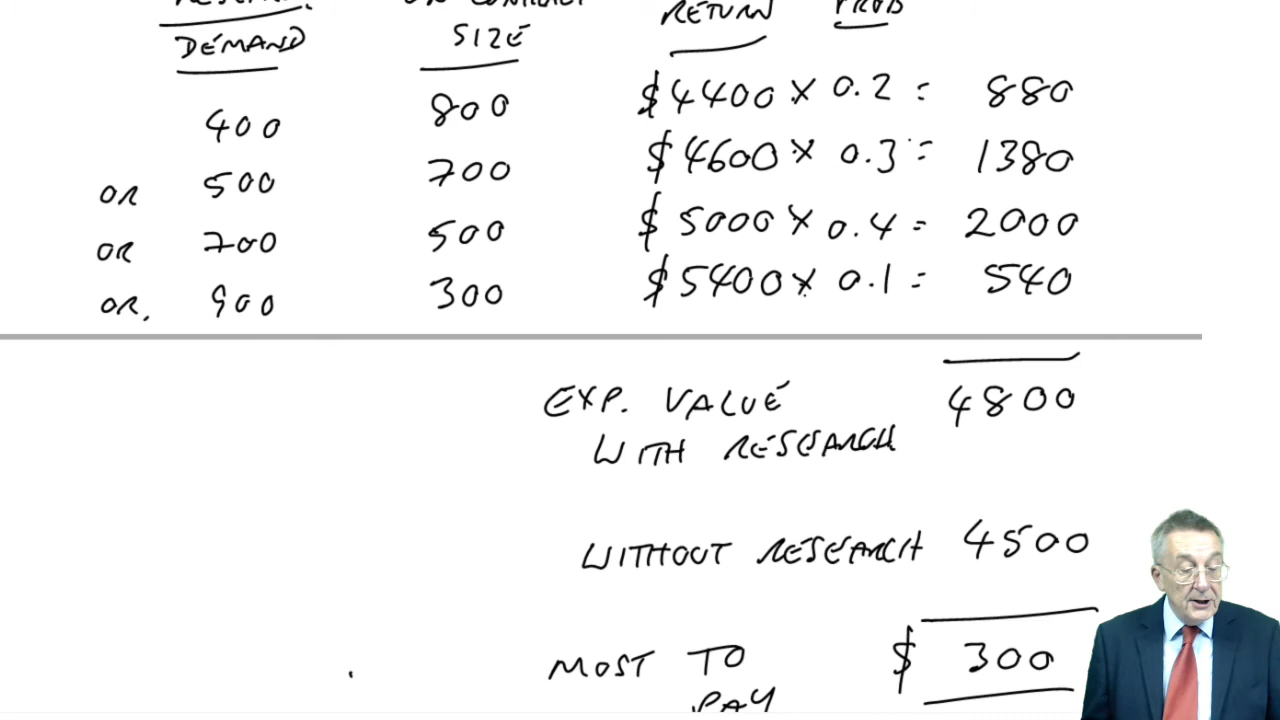 RETURN PROB
DEMAND SIZE
400 800 $4400 x 0.2 = 880
OR 500 700 $4600 x 0.3 = 1380
OR 700 500 $5000 x 0.4 = 2000
OR. 900 300 $5400 x 0.1 = 540
EXP. VALUE 4800
WITH RESEARCH
WITHOUT RESEARCH 4500
MOST TO $ 300
PAY